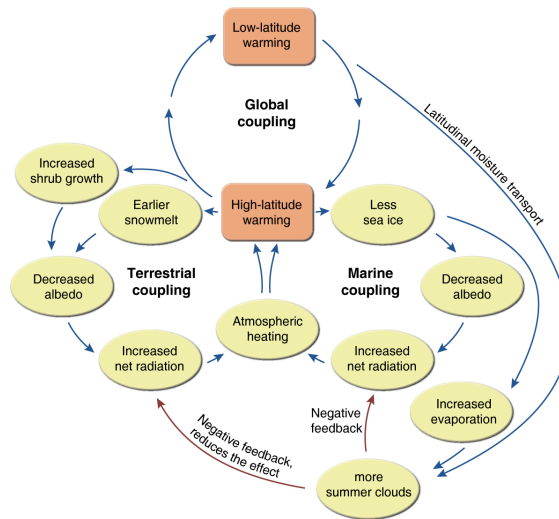 Low-latitude
warming
Global
coupling
Latitudinal moisture transport
Increased
shrub growth
Earlier
snowmelt
High-latitude
warming
Less
sea ice
Decreased
albedo
Terrestrial
coupling
Marine
coupling
Decreased
albedo
Atmospheric
heating
Increased
net radiation
Increased
net radiation
Increased
evaporation
Negative feedback,
reduces the effect
Negative
feedback
more
summer clouds